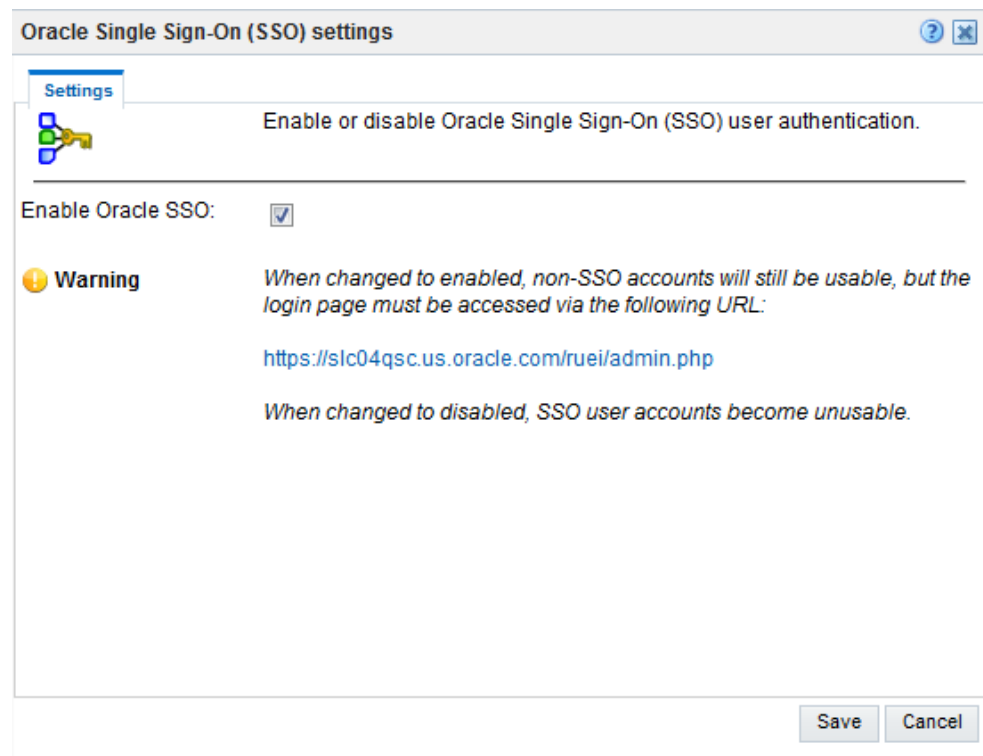 Oracle Single Sign-On (SSO) settings
Settings
Enable or disable Oracle Single Sign-On (SSO) user authentication.
Enable Oracle SSO:
Warning
When changed to enabled, non-SSO accounts will still be usable, but the
login page must be accessed via the following URL:
https://slc04qsc.us.oracle.com/ruei/admin.php
When changed to disabled, SSO user accounts become unusable.
Save
Cancel